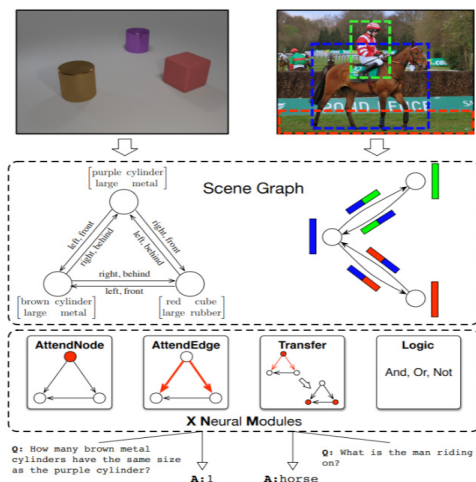 POUND FENCE
Scene Graph
purple cylinder
large metal
left, front
right, behind
right, front
left, behind
right, behind
left, front
brown cylinder
large metal
red cube
large rubber
AttendNode
AttendEdge
Transfer
Logic
And, Or, Not
X Neural Modules
Q: How many brown metal
cylinders have the same size
as the purple cylinder?
Q: What is the man riding
on?
A:1
A:horse